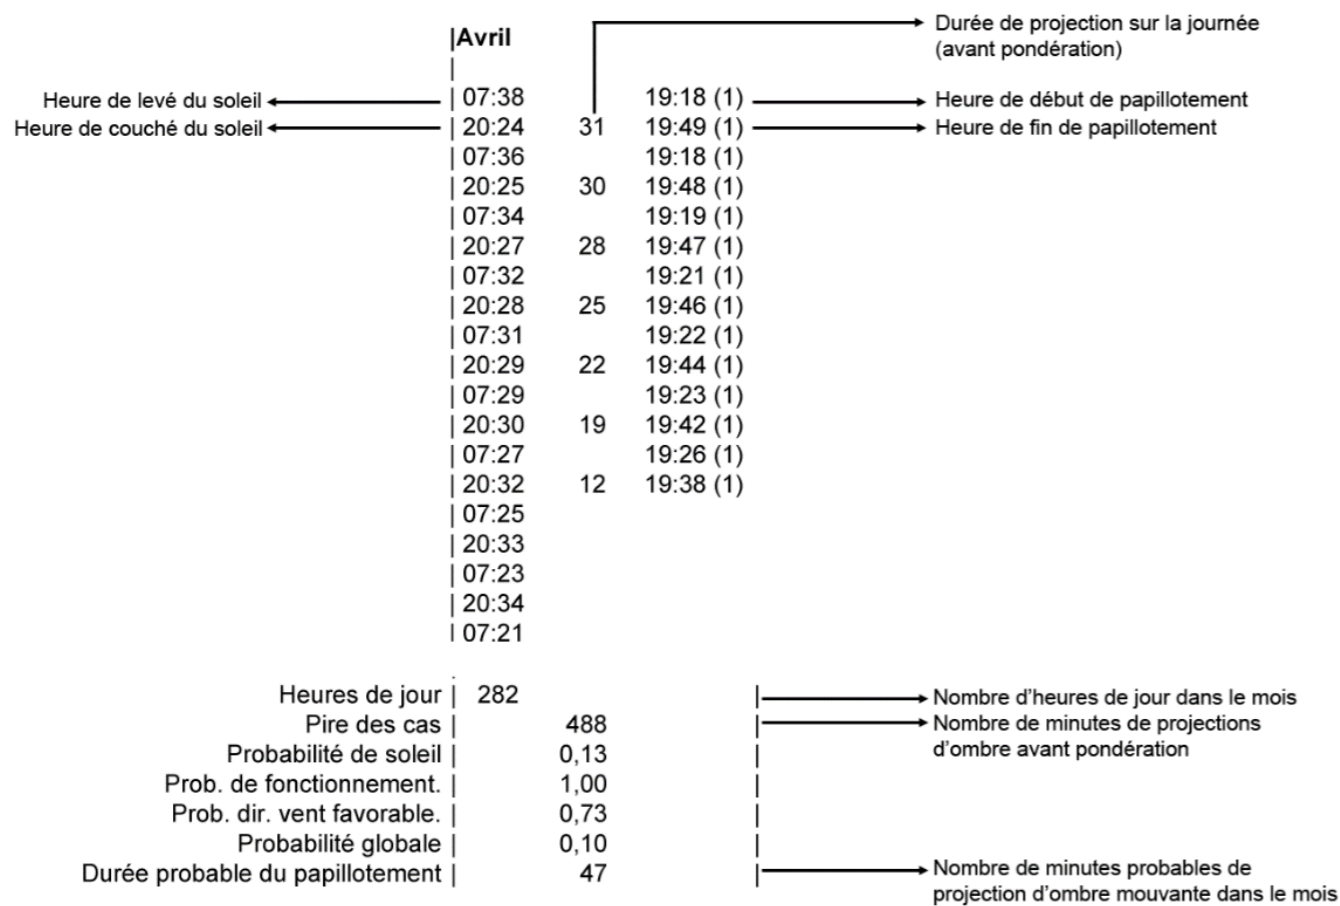 Durée de projection sur la journée
(avant pondération)
|Avril
|
Heure de levé du soleil | 07:38 19:18 (1) Heure de début de papillotement
Heure de couché du soleil | 20:24 31 19:49 (1) Heure de fin de papillotement
| 07:36 19:18 (1)
| 20:25 30 19:48 (1)
| 07:34 19:19 (1)
| 20:27 28 19:47 (1)
| 07:32 19:21 (1)
| 20:28 25 19:46 (1)
| 07:31 19:22 (1)
| 20:29 22 19:44 (1)
| 07:29 19:23 (1)
| 20:30 19 19:42 (1)
| 07:27 19:26 (1)
| 20:32 12 19:38 (1)
| 07:25
| 20:33
| 07:23
| 20:34
| 07:21
Heures de jour | 282 | Nombre d'heures de jour dans le mois
Pire des cas | 488 | Nombre de minutes de projections
d'ombre avant pondération
Probabilité de soleil | 0,13 |
Prob. de fonctionnement. | 1,00 |
Prob. dir. vent favorable. | 0,73 |
Probabilité globale | 0,10 |
Durée probable du papillotement | 47 | Nombre de minutes probables de
projection d'ombre mouvante dans le mois